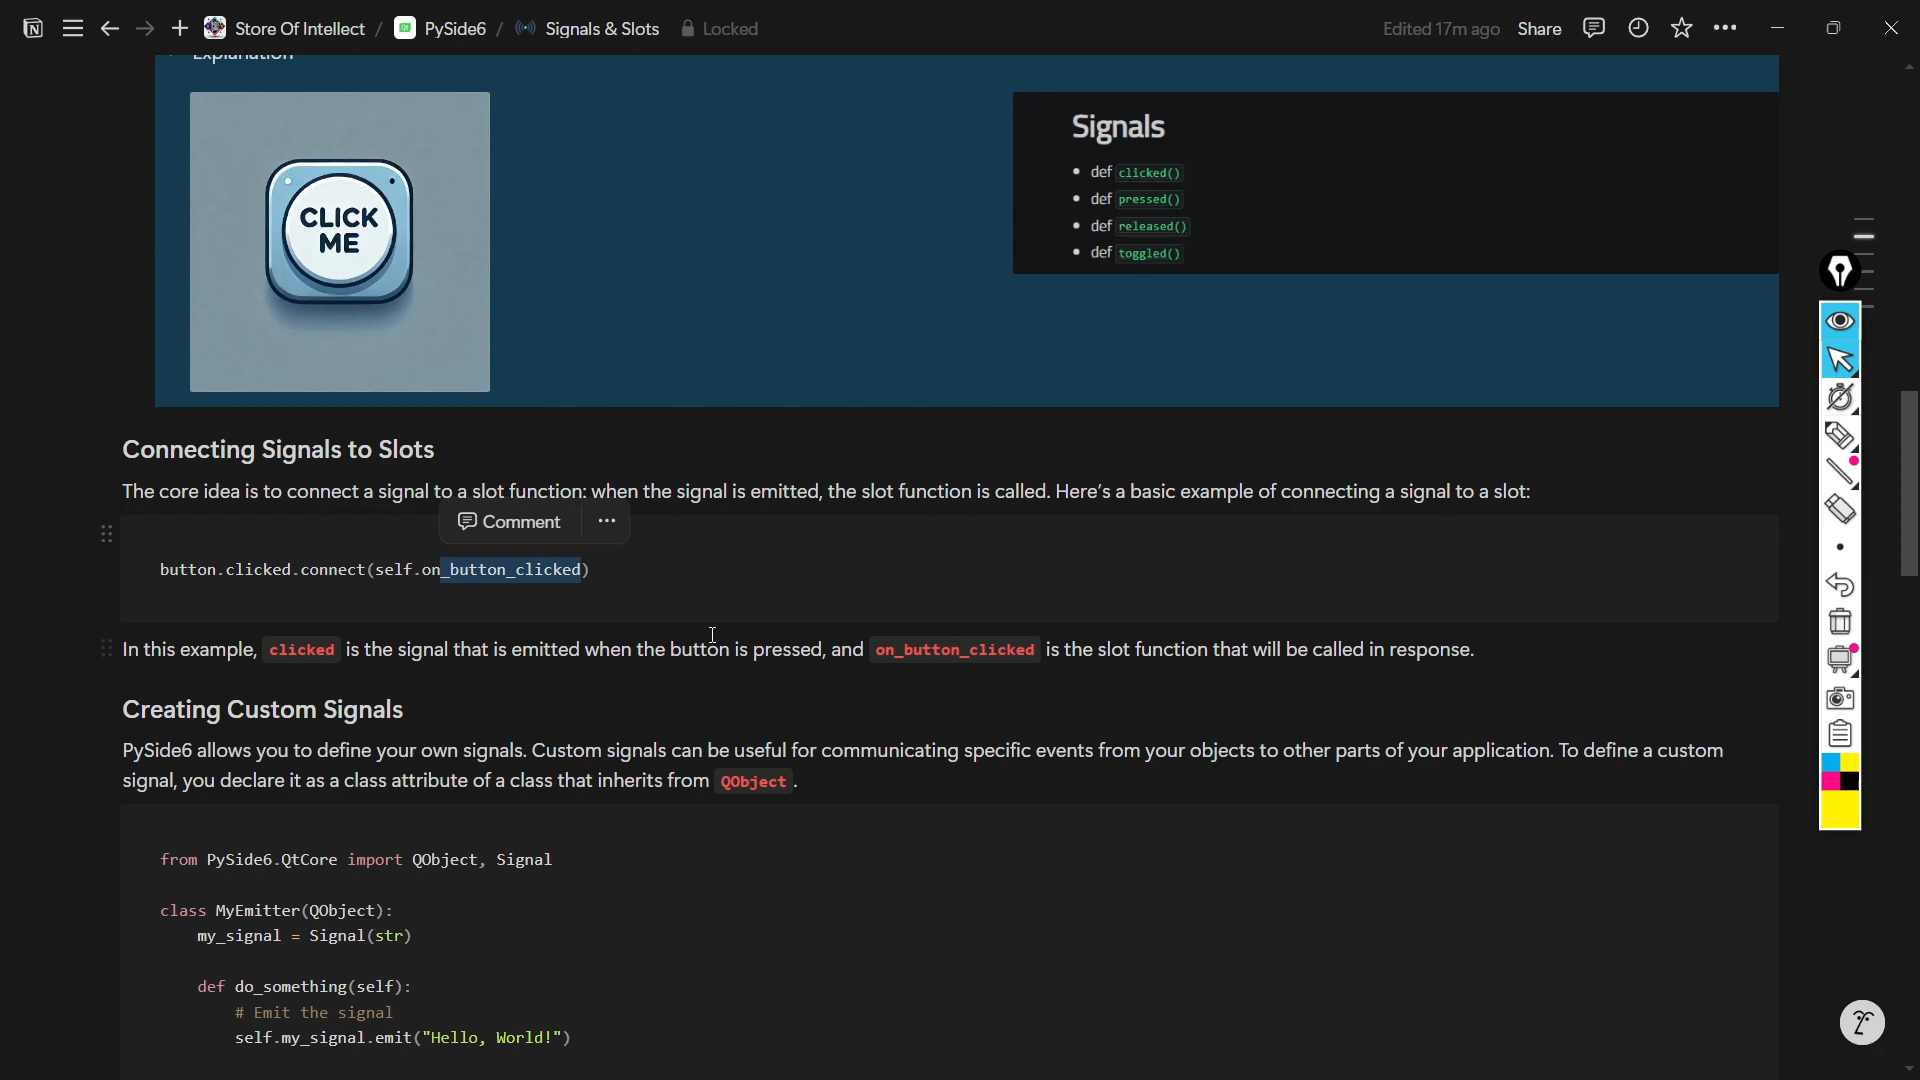 Store Of Intellect / PySide6 / Signals & Slots Locked Edited 17m ago Share
Explanation
CLICK
ME
Signals
• def clicked()
• def pressed()
• def released()
• def toggled()
Connecting Signals to Slots
The core idea is to connect a signal to a slot function: when the signal is emitted, the slot function is called. Here's a basic example of connecting a signal to a slot:
Comment
button.clicked.connect(self.on_button_clicked)
In this example, clicked is the signal that is emitted when the button is pressed, and on_button_clicked is the slot function that will be called in response.
Creating Custom Signals
PySide6 allows you to define your own signals. Custom signals can be useful for communicating specific events from your objects to other parts of your application. To define a custom
signal, you declare it as a class attribute of a class that inherits from QObject.
from PySide6.QtCore import QObject, Signal
class MyEmitter(QObject):
my_signal = Signal(str)
def do_something(self):
# Emit the signal
self.my_signal.emit("Hello, World!")